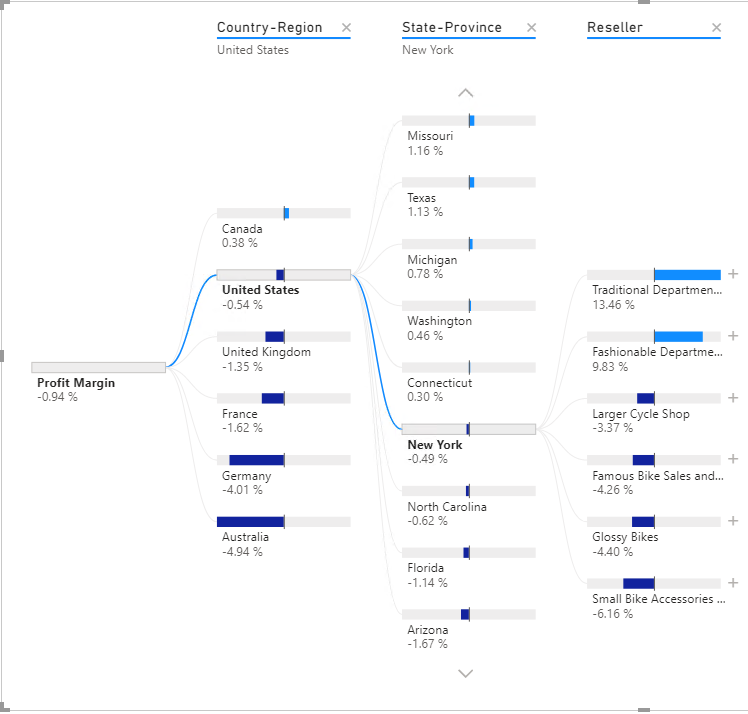 Country-Region
United States
State-Province
New York
Reseller
Profit Margin
-0.94 %
Canada
0.38 %
United States
-0.54 %
United Kingdom
-1.35 %
France
-1.62 %
Germany
-4.01 %
Australia
-4.94 %
Missouri
1.16 %
Texas
1.13 %
Michigan
0.78 %
Washington
0.46 %
Connecticut
0.30 %
New York
-0.49 %
North Carolina
-0.62 %
Florida
-1.14 %
Arizona
-1.67 %
Traditional Departmen...
13.46 %
Fashionable Departme...
9.83 %
Larger Cycle Shop
-3.37 %
Famous Bike Sales and...
-4.26 %
Glossy Bikes
-4.40 %
Small Bike Accessories ...
-6.16 %